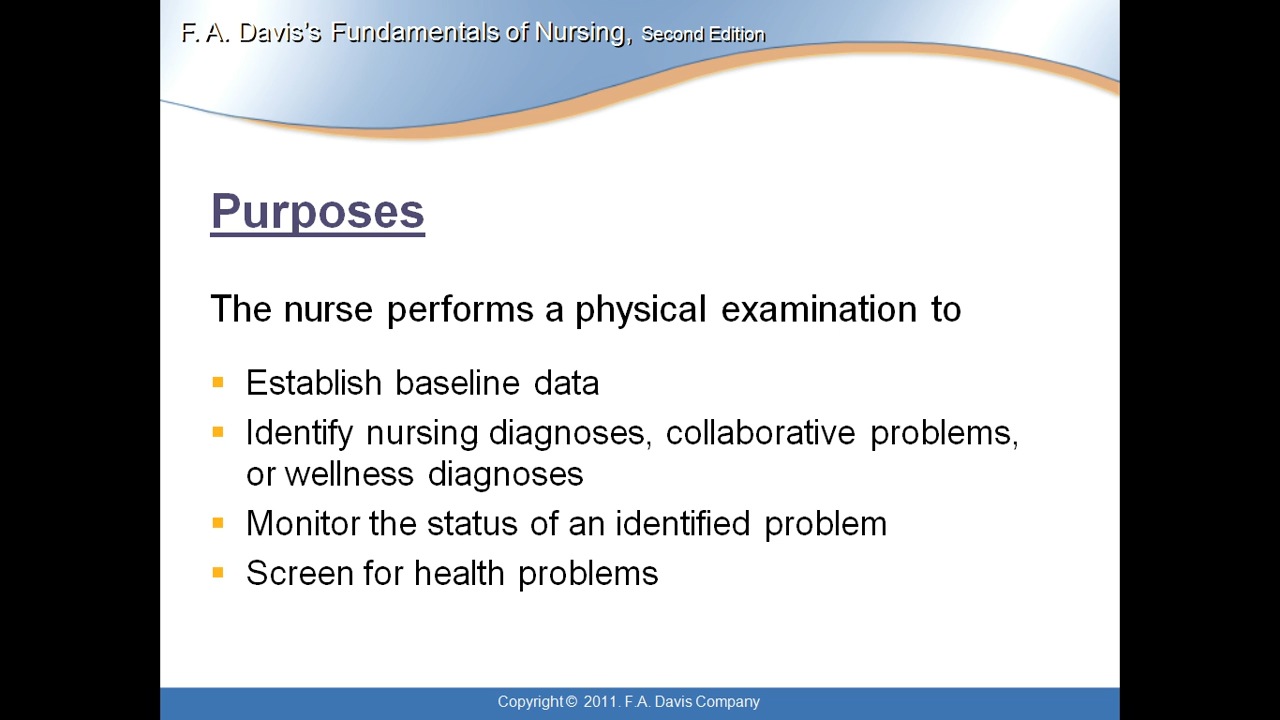 F. A. Davis's Fundamentals of Nursing, Second Edition
Purposes
The nurse performs a physical examination to
Establish baseline data
Identify nursing diagnoses, collaborative problems,
or wellness diagnoses
Monitor the status of an identified problem
Screen for health problems
Copyright © 2011. F.A. Davis Company